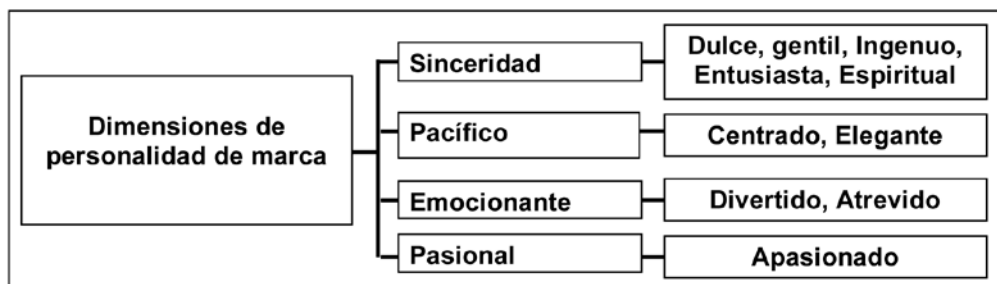 Dimensiones de
personalidad de marca
Sinceridad
Dulce, gentil, Ingenuo,
Entusiasta, Espiritual
Pacífico
Centrado, Elegante
Emocionante
Divertido, Atrevido
Pasional
Apasionado